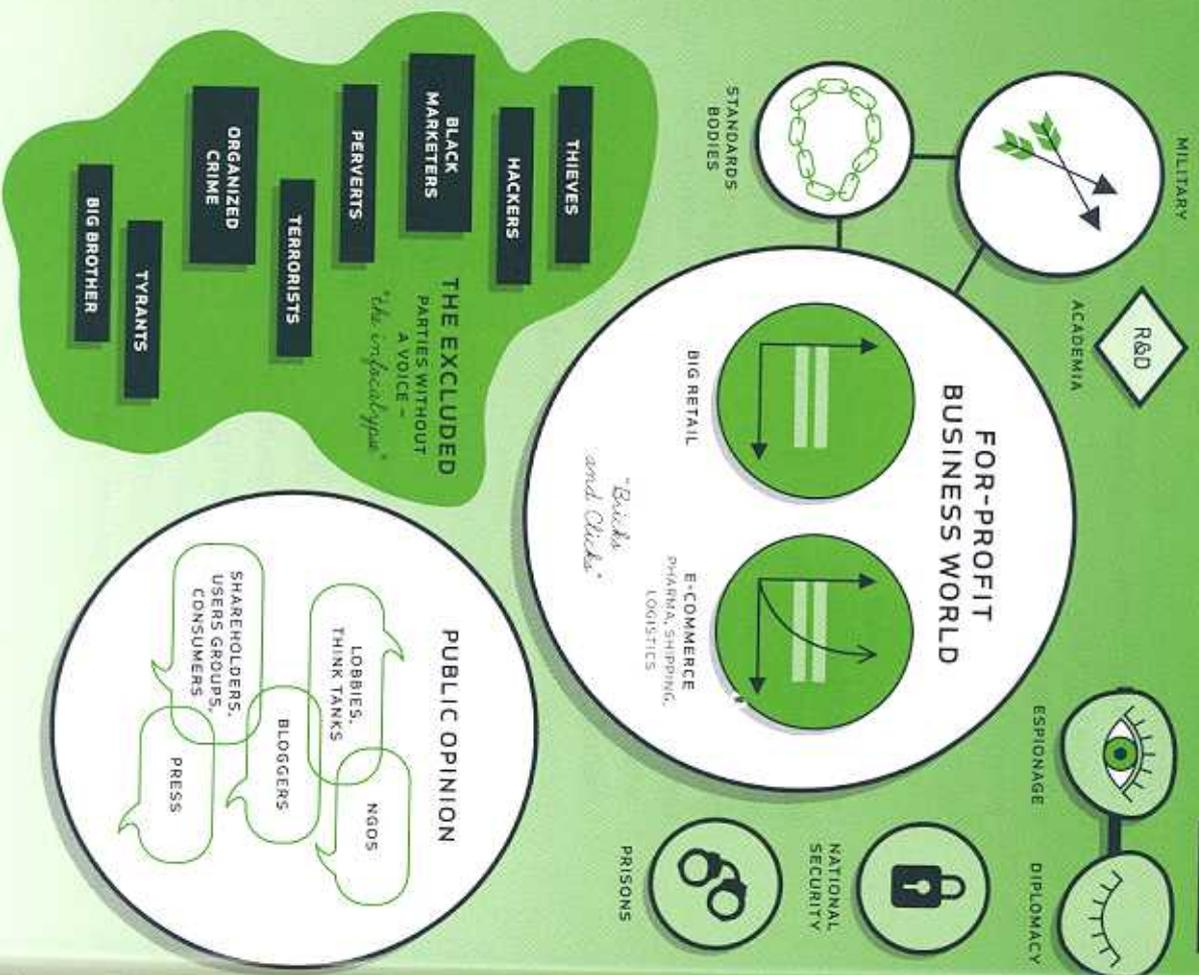 MILITARY
R&D
ACADEMIA
STANDARDS
BODIES
FOR-PROFIT
BUSINESS WORLD
BIG RETAIL
E-COMMERCE
PHARMA, SHIPPING,
LOGISTICS
"Bricks
and Clicks"
ESPIONAGE
DIPLOMACY
NATIONAL
SECURITY
PRISONS
THE EXCLUDED
PARTIES WITHOUT
A VOICE –
"the infocalypse"
THIEVES
HACKERS
BLACK
MARKETERS
PERVERTS
TERRORISTS
ORGANIZED
CRIME
TYRANTS
BIG BROTHER
PUBLIC OPINION
LOBBIES,
THINK TANKS
NGOS
BLOGGERS
SHAREHOLDERS,
USERS GROUPS,
CONSUMERS
PRESS